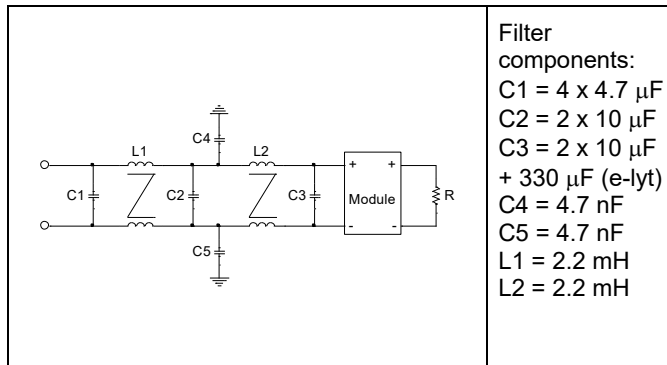 L1
C4
L2
C1
C2
C3
C5
+ +
Module
- -
R
Filter
components:
C1 = 4 x 4.7 μF
C2 = 2 x 10 μF
C3 = 2 x 10 μF
+ 330 μF (e-lyt)
C4 = 4.7 nF
C5 = 4.7 nF
L1 = 2.2 mH
L2 = 2.2 mH